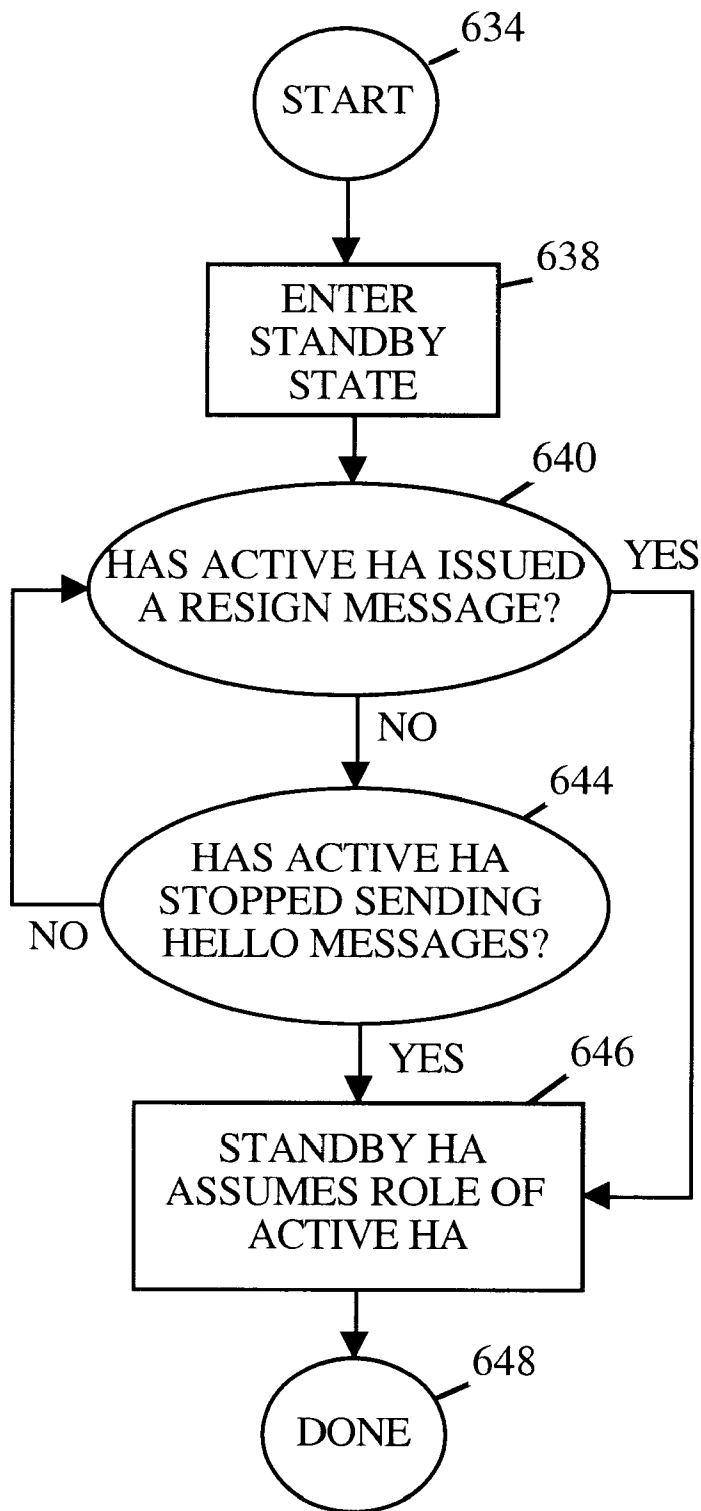 634
START
638
ENTER
STANDBY
STATE
640
HAS ACTIVE HA ISSUED
A RESIGN MESSAGE?
YES
NO
644
HAS ACTIVE HA
STOPPED SENDING
HELLO MESSAGES?
NO
YES
646
STANDBY HA
ASSUMES ROLE OF
ACTIVE HA
648
DONE